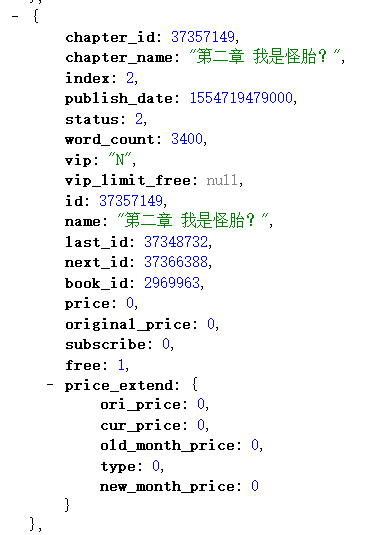 },
- {
chapter_id: 37357149,
chapter_name: "第二章 我是怪胎？",
index: 2,
publish_date: 1554719479000,
status: 2,
word_count: 3400,
vip: "N",
vip_limit_free: null,
id: 37357149,
name: "第二章 我是怪胎？",
last_id: 37348732,
next_id: 37366388,
book_id: 2969963,
price: 0,
original_price: 0,
subscribe: 0,
free: 1,
- price_extend: {
ori_price: 0,
cur_price: 0,
old_month_price: 0,
type: 0,
new_month_price: 0
}
},